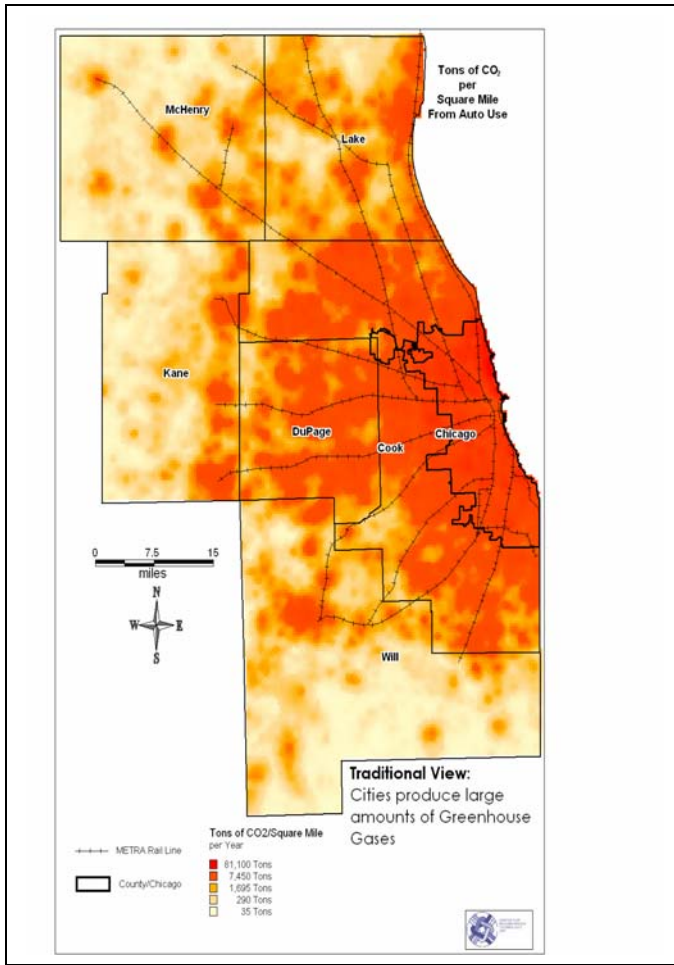 Tons of CO₂
per
Square Mile
From Auto Use
McHenry
Lake
Kane
DuPage
Cook
Chicago
Will
0 7.5 15
miles
N
W E
S
Traditional View:
Cities produce large
amounts of Greenhouse
Gases
METRA Rail Line
County/Chicago
Tons of CO2/Square Mile
per Year
81,100 Tons
7,450 Tons
1,695 Tons
290 Tons
35 Tons